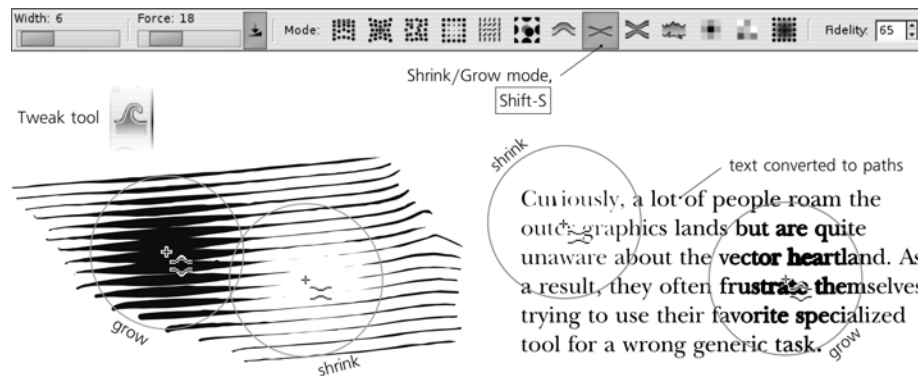 Width: 6
Force: 18
Mode:
Fidelity: 65
Shrink/Grow mode,
Shift-S
Tweak tool
shrink
text converted to paths
Curiously, a lot of people roam the
outer graphics lands but are quite
unaware about the vector heartland. As
a result, they often frustrate themselves
trying to use their favorite specialized
tool for a wrong generic task.
grow
shrink
grow